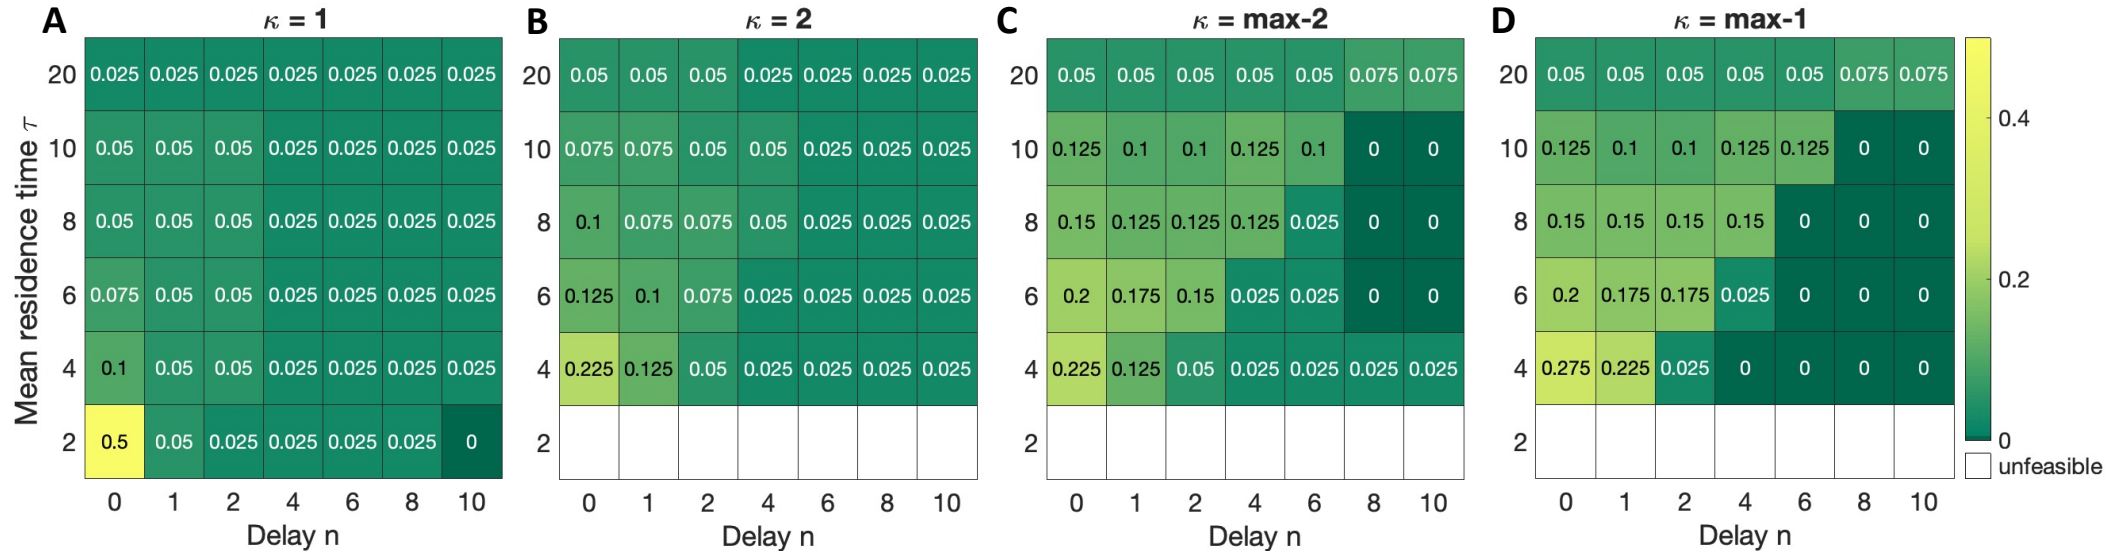 A κ = 1
Mean residence time τ
20 0.025 0.025 0.025 0.025 0.025 0.025 0.025
10 0.05 0.05 0.05 0.025 0.025 0.025 0.025
8 0.05 0.05 0.05 0.025 0.025 0.025 0.025
6 0.075 0.05 0.05 0.025 0.025 0.025 0.025
4 0.1 0.05 0.05 0.025 0.025 0.025 0.025
2 0.5 0.05 0.025 0.025 0.025 0.025 0
0 1 2 4 6 8 10
Delay n
B κ = 2
20 0.05 0.05 0.05 0.025 0.025 0.025 0.025
10 0.075 0.075 0.05 0.05 0.025 0.025 0.025
8 0.1 0.075 0.075 0.05 0.025 0.025 0.025
6 0.125 0.1 0.075 0.025 0.025 0.025 0.025
4 0.225 0.125 0.05 0.025 0.025 0.025 0.025
2
0 1 2 4 6 8 10
Delay n
C κ = max-2
20 0.05 0.05 0.05 0.05 0.05 0.075 0.075
10 0.125 0.1 0.1 0.125 0.1 0 0
8 0.15 0.125 0.125 0.125 0.025 0 0
6 0.2 0.175 0.15 0.025 0.025 0 0
4 0.225 0.125 0.05 0.025 0.025 0.025 0.025
2
0 1 2 4 6 8 10
Delay n
D κ = max-1
20 0.05 0.05 0.05 0.05 0.05 0.075 0.075
10 0.125 0.1 0.1 0.125 0.125 0 0
8 0.15 0.15 0.15 0.15 0 0 0
6 0.2 0.175 0.175 0.025 0 0 0
4 0.275 0.225 0.025 0 0 0 0
2
0 1 2 4 6 8 10
Delay n
0.4
0.2
0
unfeasible